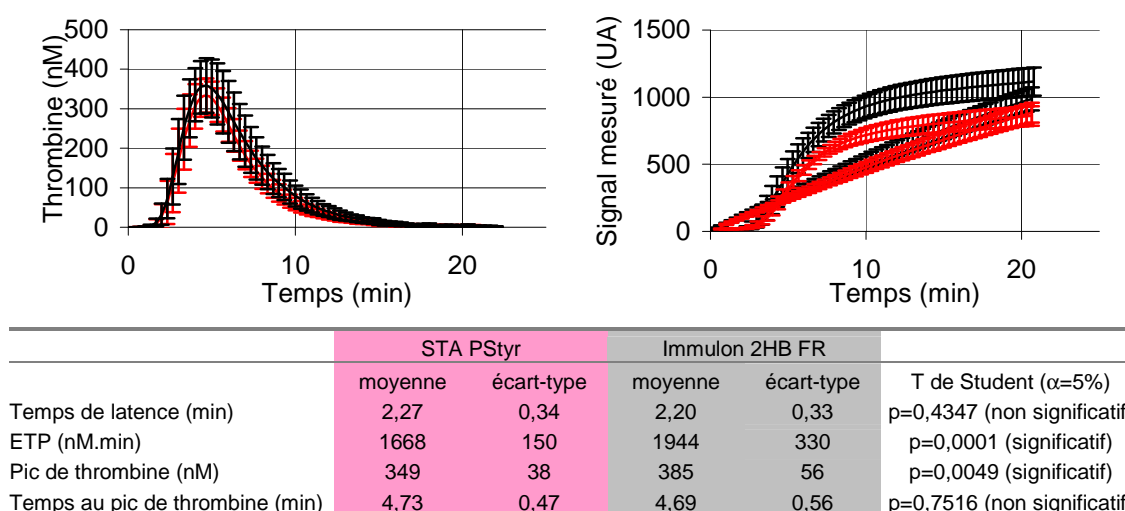 500
400
300
200
100
0
Thrombine (nM)
0 10 20
Temps (min)
1500
1000
500
0
Signal mesuré (UA)
0 10 20
Temps (min)
STA PStyr Immulon 2HB FR
moyenne écart-type moyenne écart-type T de Student (α=5%)
Temps de latence (min) 2,27 0,34 2,20 0,33 p=0,4347 (non significatif
ETP (nM.min) 1668 150 1944 330 p=0,0001 (significatif)
Pic de thrombine (nM) 349 38 385 56 p=0,0049 (significatif)
Temps au pic de thrombine (min) 4,73 0,47 4,69 0,56 p=0,7516 (non significatif